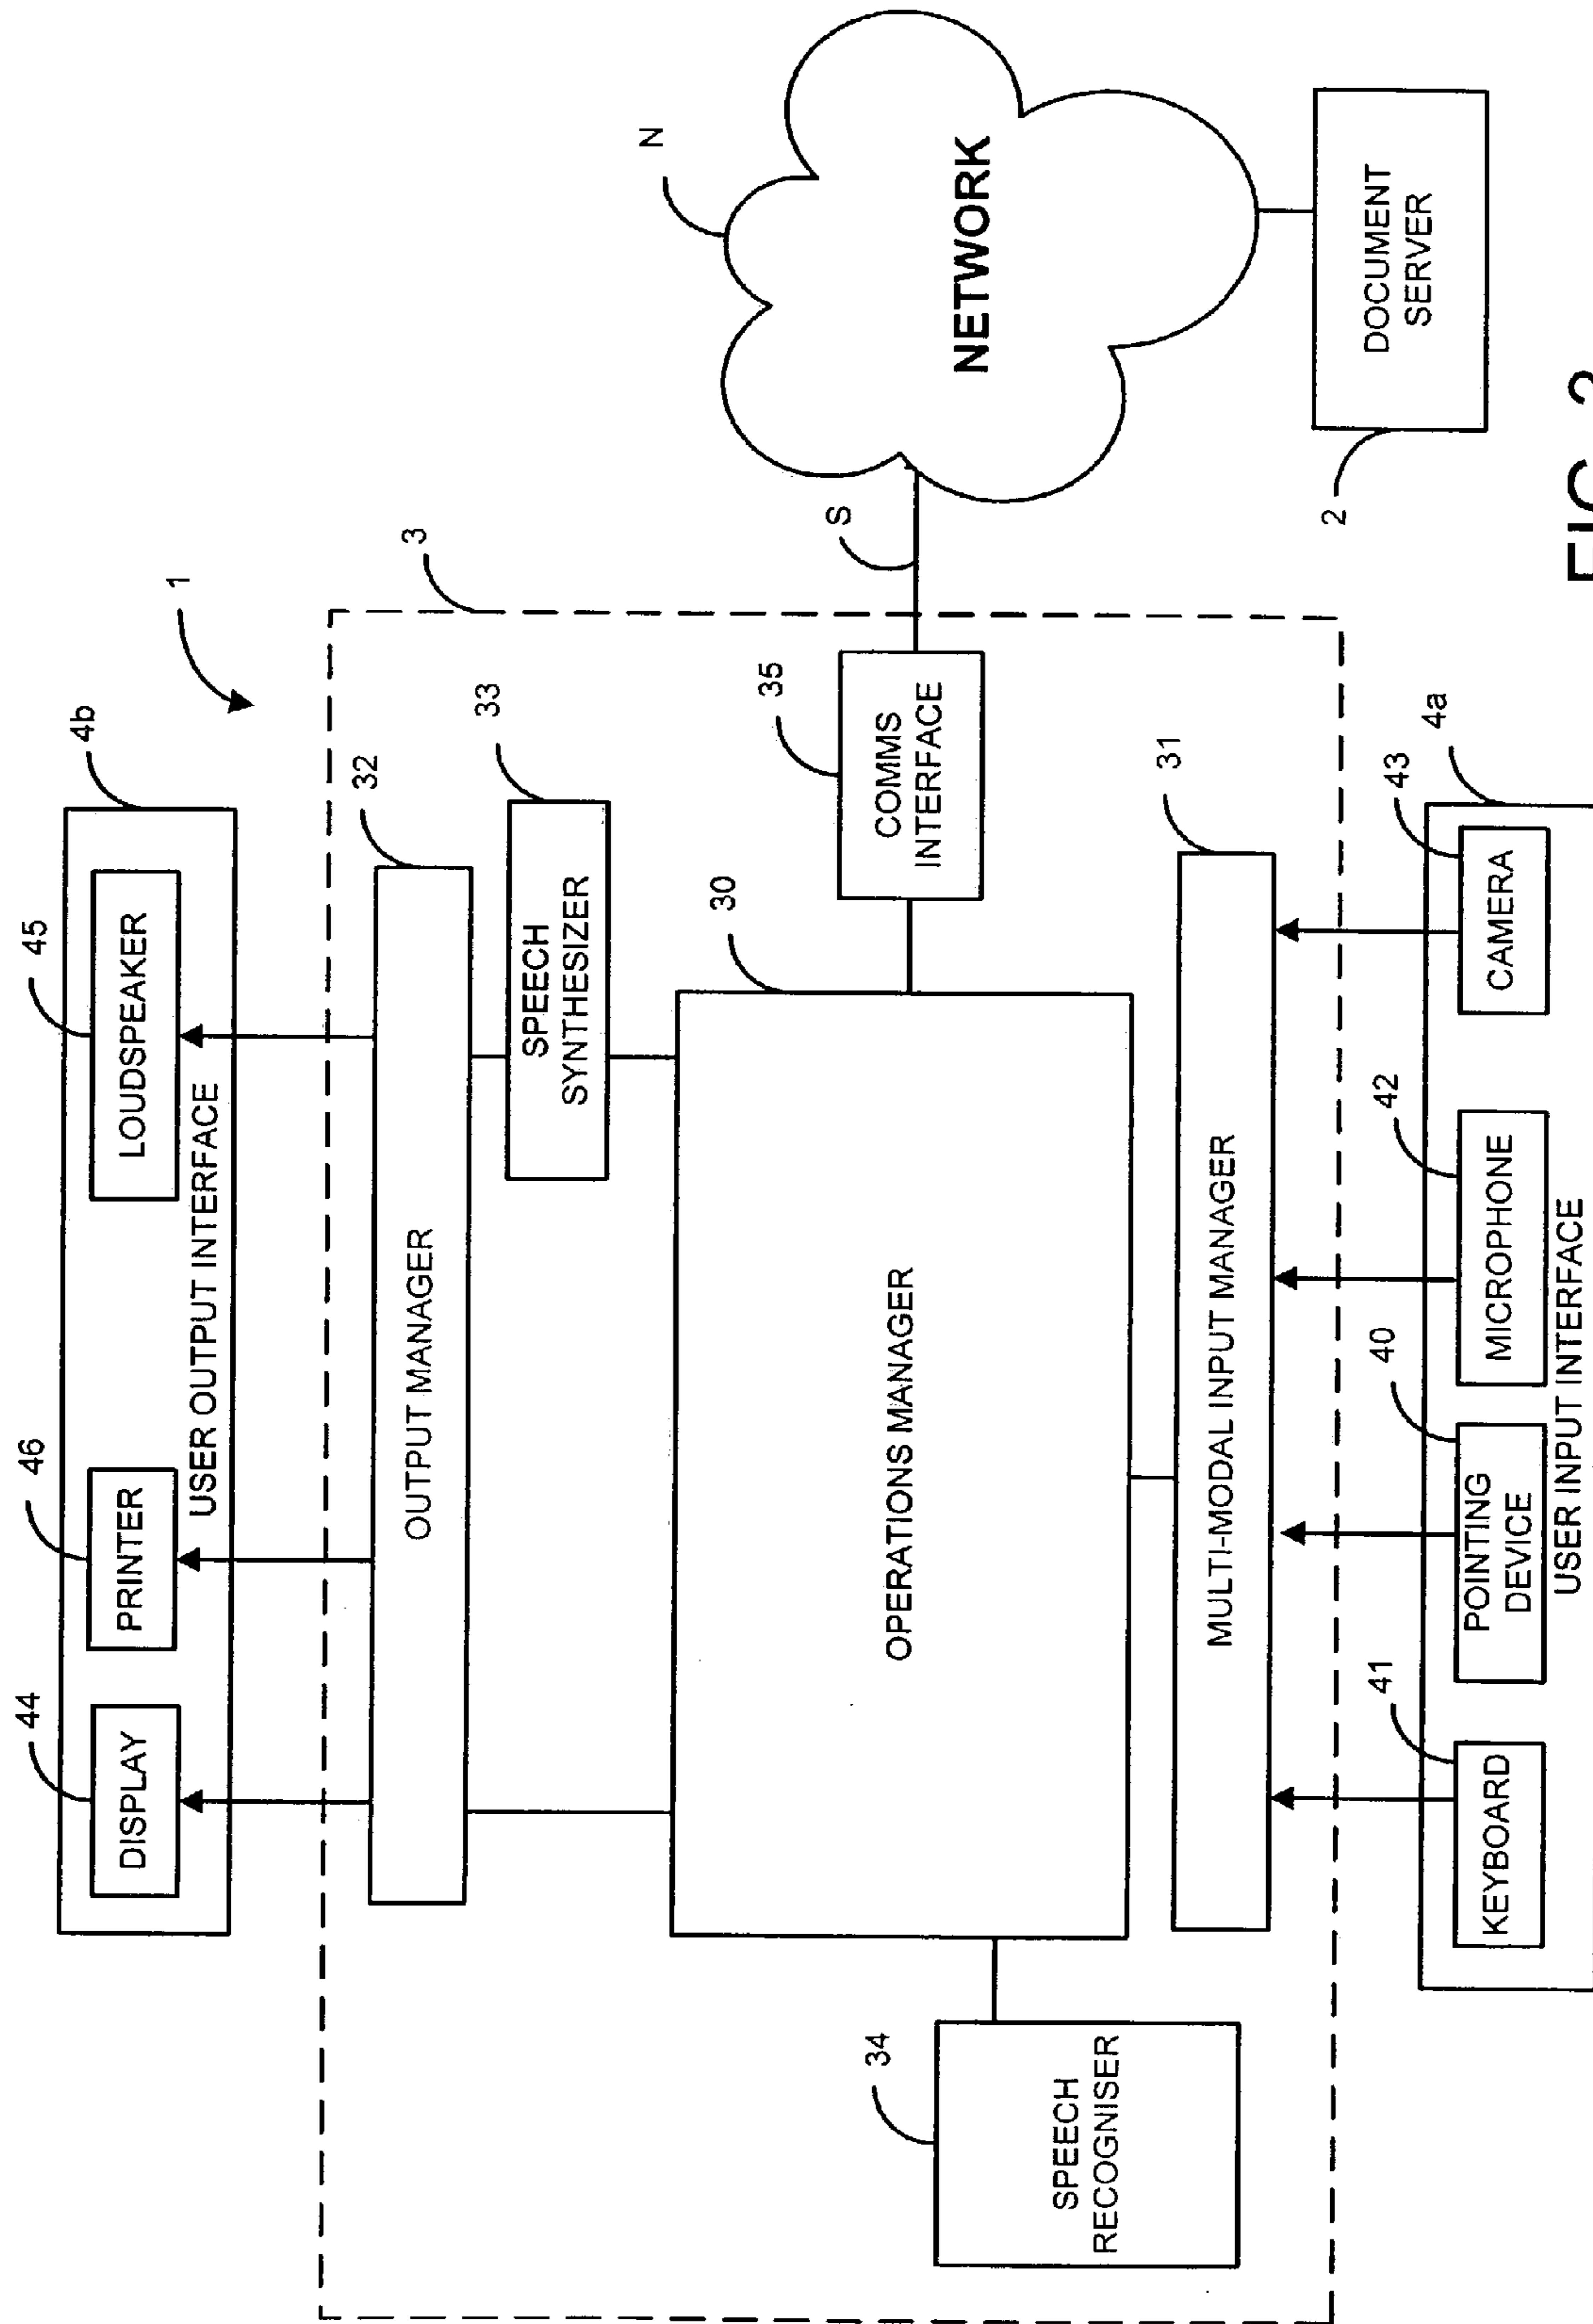 44
46
45
4b
DISPLAY
PRINTER
LOUDSPEAKER
USER OUTPUT INTERFACE
1
32
3
OUTPUT MANAGER
33
SPEECH
SYNTHESIZER
N
30
35
S
34
OPERATIONS MANAGER
COMMS
INTERFACE
NETWORK
SPEECH
RECOGNISER
31
MULTI-MODAL INPUT MANAGER
2
DOCUMENT
SERVER
41
40
42
43
4a
KEYBOARD
POINTING
DEVICE
MICROPHONE
CAMERA
USER INPUT INTERFACE